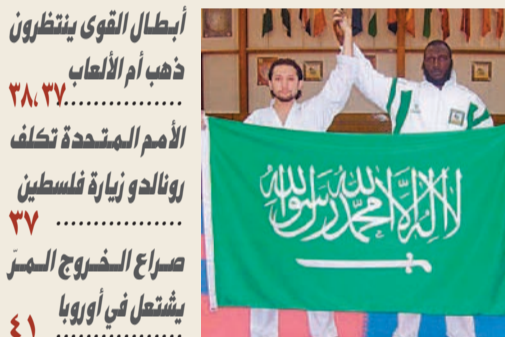 أبطال القوى ينتظرون
ذهب أم الألعاب
٣٨،٣٧ ................
الأمم المتحدة تكلف
رونالدو زيارة فلسطين
٣٧ ................
صراع الخروج المرّ
يشتعل في أوروبا
٤١ ................
لا إله إلا الله محمد رسول الله